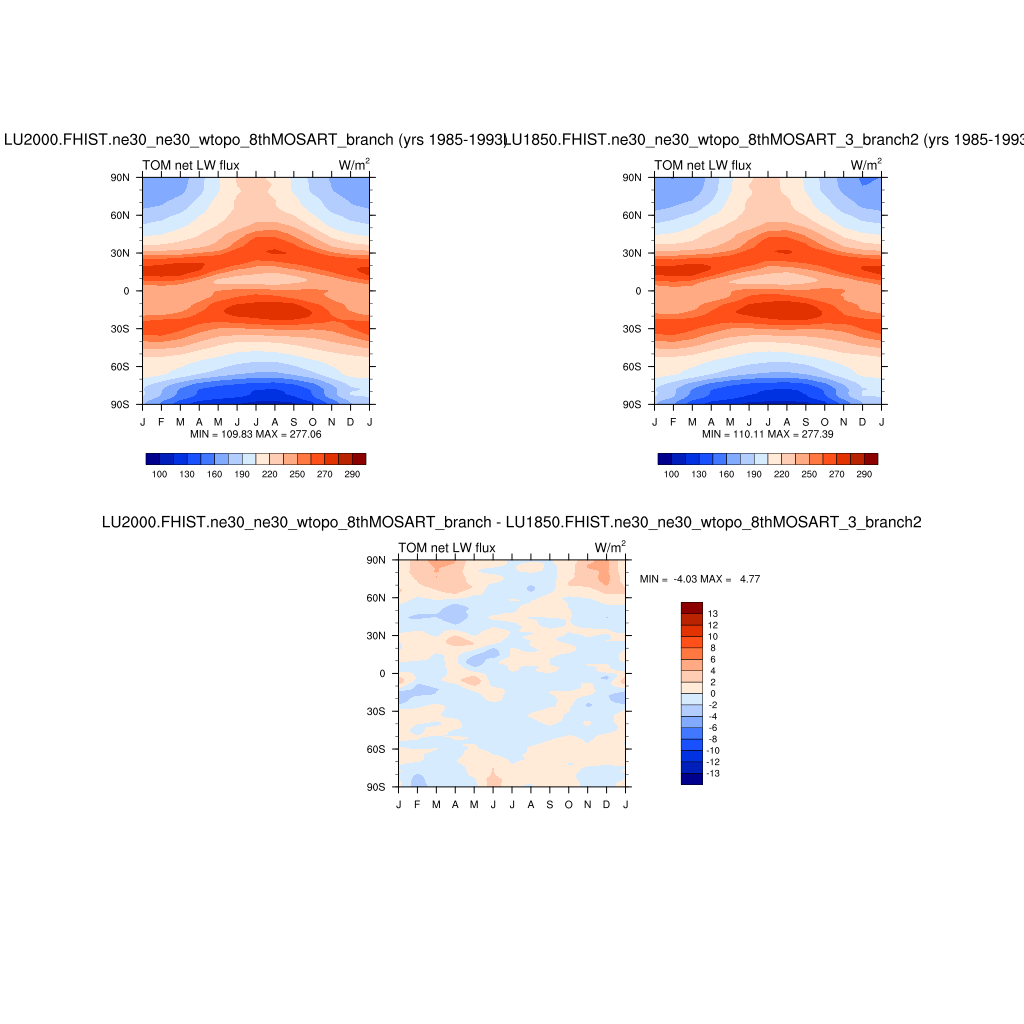 LU2000.FHIST.ne30_ne30_wtopo_8thMOSART_branch (yrs 1985-1993)
LU1850.FHIST.ne30_ne30_wtopo_8thMOSART_3_branch2 (yrs 1985-1993
TOM net LW flux W/m2
90N
60N
30N
0
30S
60S
90S
J F M A M J J A S O N D J
MIN = 109.83 MAX = 277.06
100 130 160 190 220 250 270 290
TOM net LW flux W/m2
90N
60N
30N
0
30S
60S
90S
J F M A M J J A S O N D J
MIN = 110.11 MAX = 277.39
100 130 160 190 220 250 270 290
LU2000.FHIST.ne30_ne30_wtopo_8thMOSART_branch - LU1850.FHIST.ne30_ne30_wtopo_8thMOSART_3_branch2
TOM net LW flux W/m2
90N
60N
30N
0
30S
60S
90S
J F M A M J J A S O N D J
MIN = -4.03 MAX = 4.77
13
12
10
8
6
4
2
0
-2
-4
-6
-8
-10
-12
-13